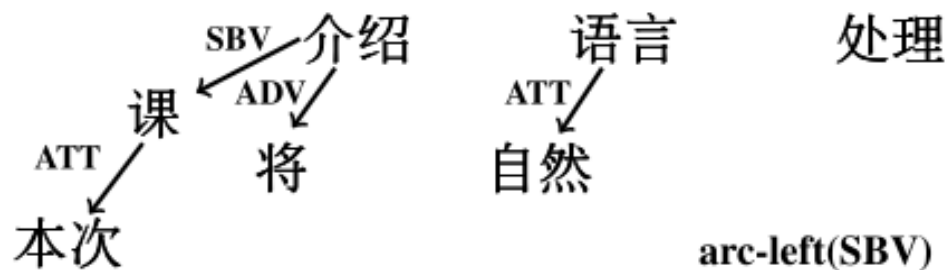 SBV 介绍 语言 处理
课 ADV ATT
ATT 将 自然
本次 arc-left(SBV)